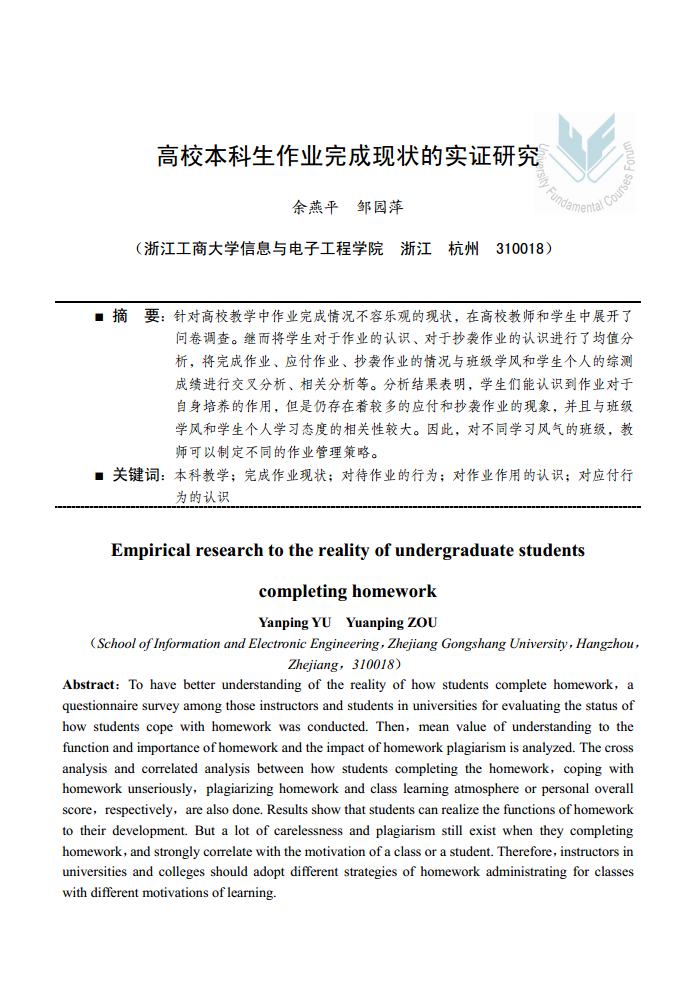 高校本科生作业完成现状的实证研究
University Fundamental Courses Forum
余燕平 邹园萍
（浙江工商大学信息与电子工程学院 浙江 杭州 310018）
■ 摘 要：针对高校教学中作业完成情况不容乐观的现状，在高校教师和学生中展开了
问卷调查。继而将学生对于作业的认识、对于抄袭作业的认识进行了均值分
析，将完成作业、应付作业、抄袭作业的情况与班级学风和学生个人的综测
成绩进行交叉分析、相关分析等。分析结果表明，学生们能认识到作业对于
自身培养的作用，但是仍存在着较多的应付和抄袭作业的现象，并且与班级
学风和学生个人学习态度的相关性较大。因此，对不同学习风气的班级，教
师可以制定不同的作业管理策略。
■ 关键词：本科教学；完成作业现状；对待作业的行为；对作业作用的认识；对应付行
为的认识
Empirical research to the reality of undergraduate students
completing homework
Yanping YU Yuanping ZOU
（School of Information and Electronic Engineering，Zhejiang Gongshang University，Hangzhou，
Zhejiang，310018）
Abstract：To have better understanding of the reality of how students complete homework，a
questionnaire survey among those instructors and students in universities for evaluating the status of
how students cope with homework was conducted. Then，mean value of understanding to the
function and importance of homework and the impact of homework plagiarism is analyzed. The cross
analysis and correlated analysis between how students completing the homework，coping with
homework unseriously，plagiarizing homework and class learning atmosphere or personal overall
score，respectively，are also done. Results show that students can realize the functions of homework
to their development. But a lot of carelessness and plagiarism still exist when they completing
homework，and strongly correlate with the motivation of a class or a student. Therefore，instructors in
universities and colleges should adopt different strategies of homework administrating for classes
with different motivations of learning.